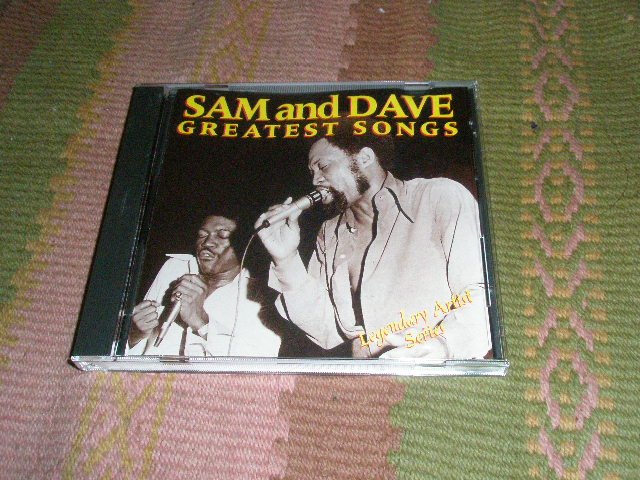 SAM and DAVE
GREATEST SONGS
Legendary Artist
Series